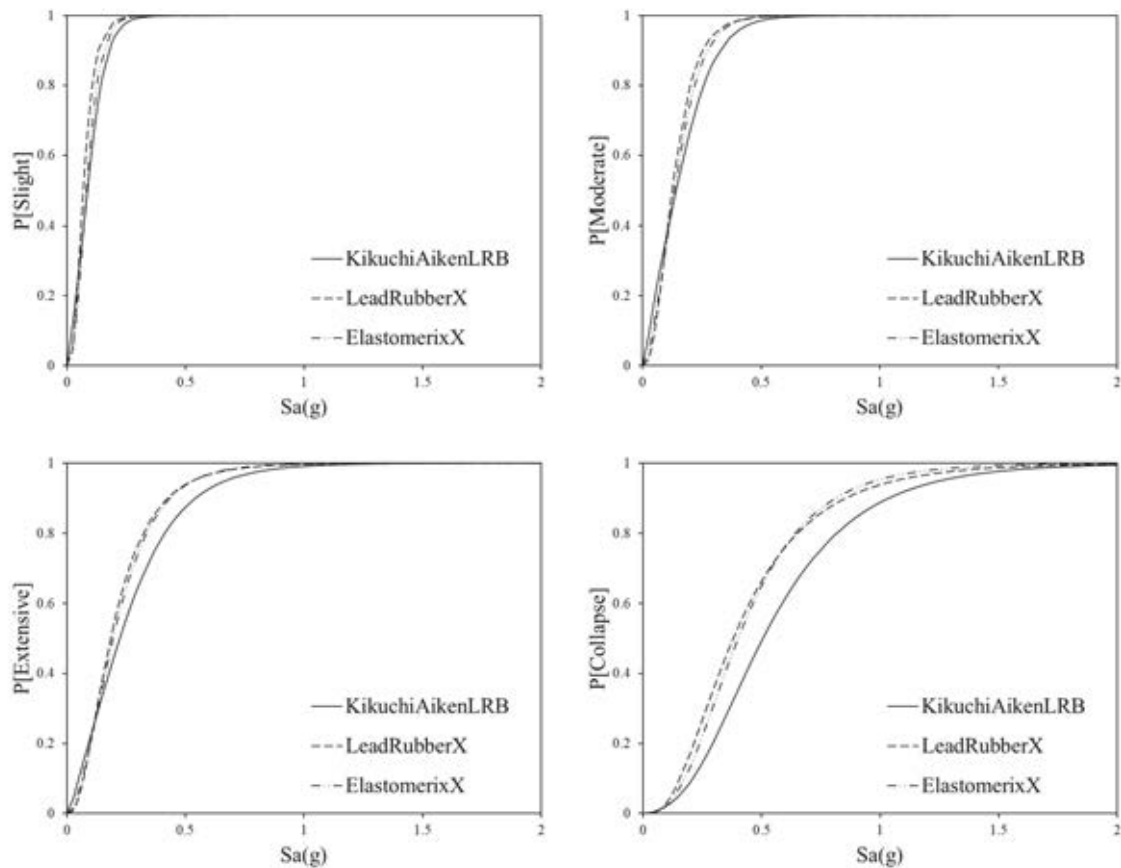 1
0.8
0.6
0.4
0.2
0
P[Slight]
KikuchiAikenLRB
LeadRubberX
ElastomerixX
0
0.5
1
1.5
2
Sa(g)
1
0.8
0.6
0.4
0.2
0
P[Moderate]
KikuchiAikenLRB
LeadRubberX
ElastomerixX
0
0.5
1
1.5
2
Sa(g)
1
0.8
0.6
0.4
0.2
0
P[Extensive]
KikuchiAikenLRB
LeadRubberX
ElastomerixX
0
0.5
1
1.5
2
Sa(g)
1
0.8
0.6
0.4
0.2
0
P[Collapse]
KikuchiAikenLRB
LeadRubberX
ElastomerixX
0
0.5
1
1.5
2
Sa(g)